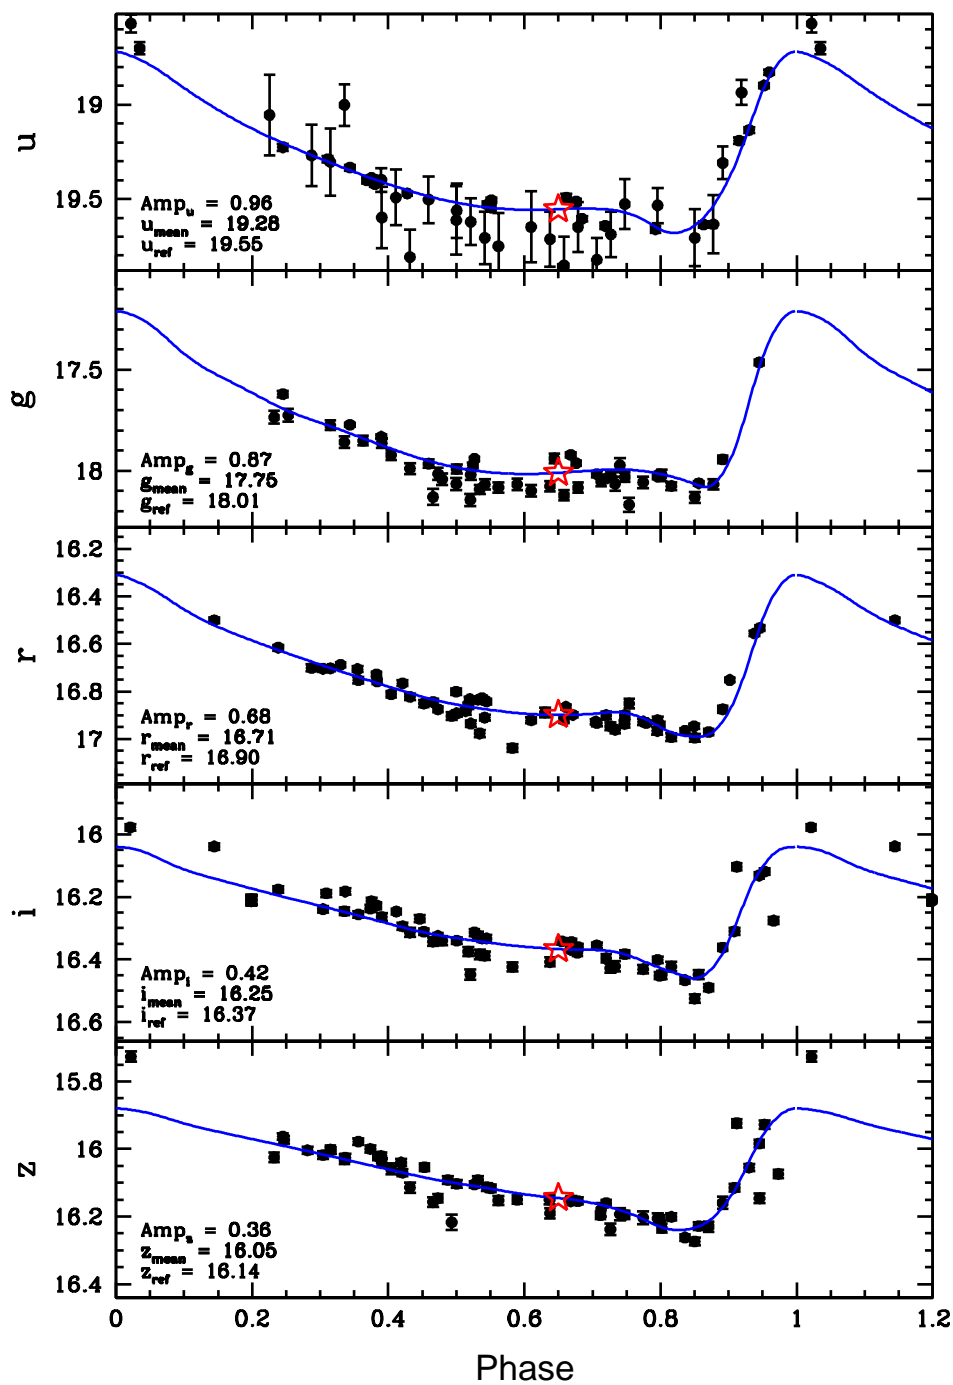 19
19.5
u
Amp_u = 0.96
u_mean = 19.28
u_ref = 19.55
17.5
18
g
Amp_g = 0.87
g_mean = 17.75
g_ref = 18.01
16.2
16.4
16.6
16.8
17
r
Amp_r = 0.68
r_mean = 16.71
r_ref = 16.90
16
16.2
16.4
16.6
i
Amp_i = 0.42
i_mean = 16.25
i_ref = 16.37
15.8
16
16.2
16.4
z
Amp_z = 0.36
z_mean = 16.05
z_ref = 16.14
0 0.2 0.4 0.6 0.8 1 1.2
Phase